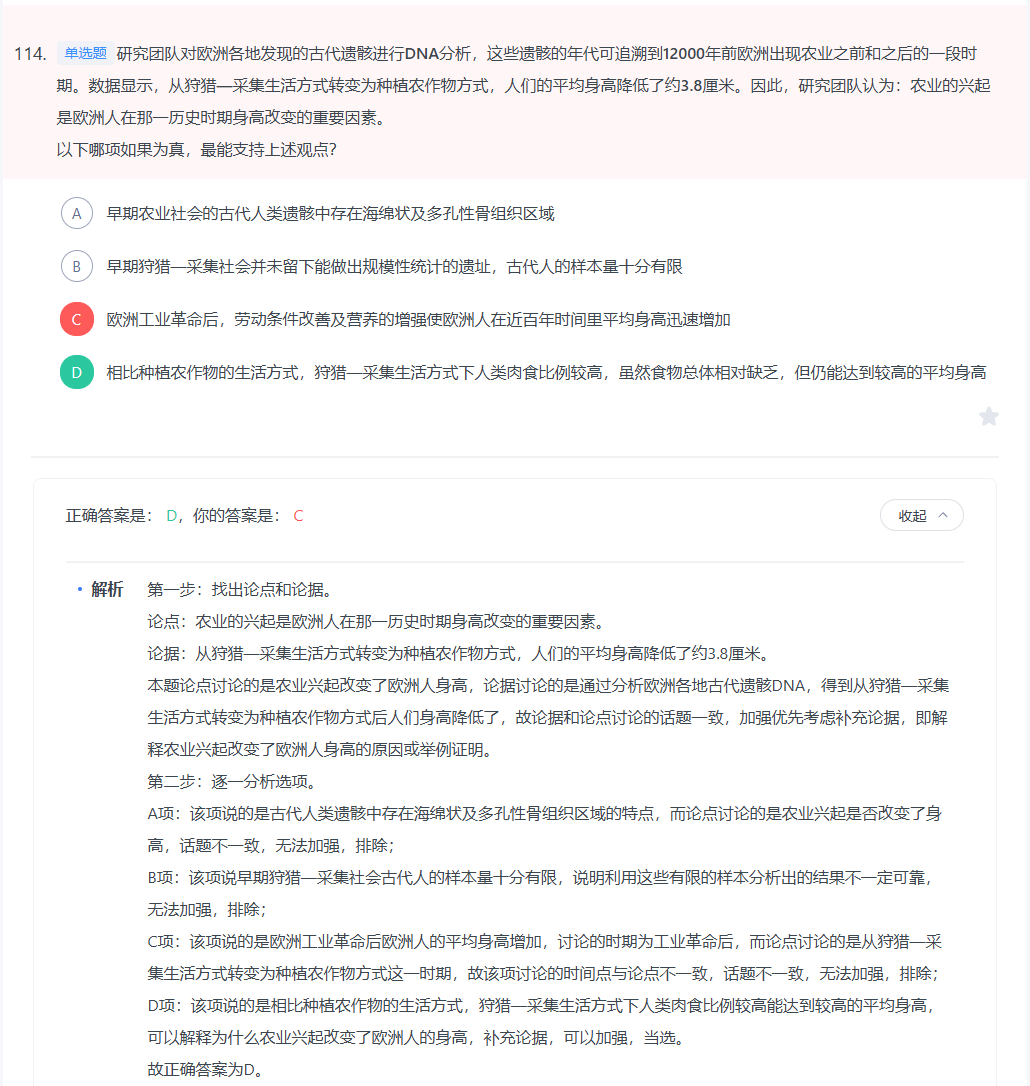 114. 单选题 研究团队对欧洲各地发现的古代遗骸进行DNA分析，这些遗骸的年代可追溯到12000年前欧洲出现农业之前和之后的一段时
期。数据显示，从狩猎—采集生活方式转变为种植农作物方式，人们的平均身高降低了约3.8厘米。因此，研究团队认为：农业的兴起
是欧洲人在那一历史时期身高改变的重要因素。
以下哪项如果为真，最能支持上述观点？
A 早期农业社会的古代人类遗骸中存在海绵状及多孔性骨组织区域
B 早期狩猎—采集社会并未留下能做出规模性统计的遗址，古代人的样本量十分有限
C 欧洲工业革命后，劳动条件改善及营养的增强使欧洲人在近百年时间里平均身高迅速增加
D 相比种植农作物的生活方式，狩猎—采集生活方式下人类肉食比例较高，虽然食物总体相对缺乏，但仍能达到较高的平均身高
正确答案是： D，你的答案是： C
收起
解析 第一步：找出论点和论据。
论点：农业的兴起是欧洲人在那一历史时期身高改变的重要因素。
论据：从狩猎—采集生活方式转变为种植农作物方式，人们的平均身高降低了约3.8厘米。
本题论点讨论的是农业兴起改变了欧洲人身高，论据讨论的是通过分析欧洲各地古代遗骸DNA，得到从狩猎—采集
生活方式转变为种植农作物方式后人们身高降低了，故论据和论点讨论的话题一致，加强优先考虑补充论据，即解
释农业兴起改变了欧洲人身高的原因或举例证明。
第二步：逐一分析选项。
A项：该项说的是古代人类遗骸中存在海绵状及多孔性骨组织区域的特点，而论点讨论的是农业兴起是否改变了身
高，话题不一致，无法加强，排除；
B项：该项说早期狩猎—采集社会古代人的样本量十分有限，说明利用这些有限的样本分析出的结果不一定可靠，
无法加强，排除；
C项：该项说的是欧洲工业革命后欧洲人的平均身高增加，讨论的时期为工业革命后，而论点讨论的是从狩猎—采
集生活方式转变为种植农作物方式这一时期，故该项讨论的时间点与论点不一致，话题不一致，无法加强，排除；
D项：该项说的是相比种植农作物的生活方式，狩猎—采集生活方式下人类肉食比例较高能达到较高的平均身高，
可以解释为什么农业兴起改变了欧洲人的身高，补充论据，可以加强，当选。
故正确答案为D。